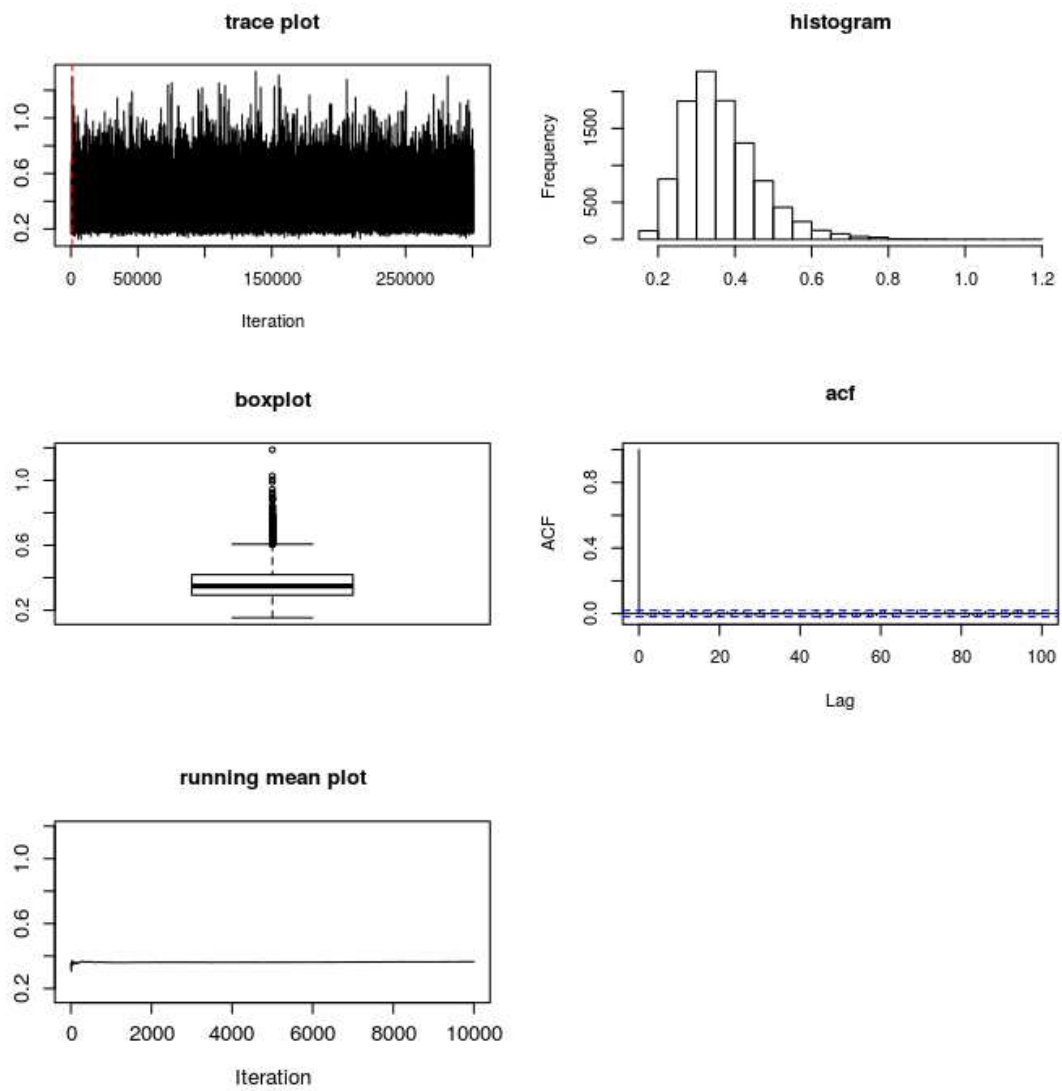 trace plot
1.0
0.6
0.2
0 50000 150000 250000
Iteration
histogram
Frequency
1500
500
0
0.2 0.4 0.6 0.8 1.0 1.2
boxplot
1.0
0.6
0.2
acf
ACF
0.8
0.4
0.0
0 20 40 60 80 100
Lag
running mean plot
1.0
0.6
0.2
0 2000 4000 6000 8000 10000
Iteration